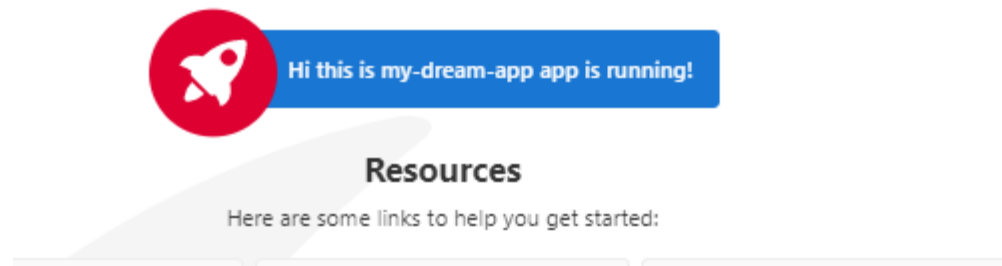 Hi this is my-dream-app app is running!
Resources
Here are some links to help you get started: